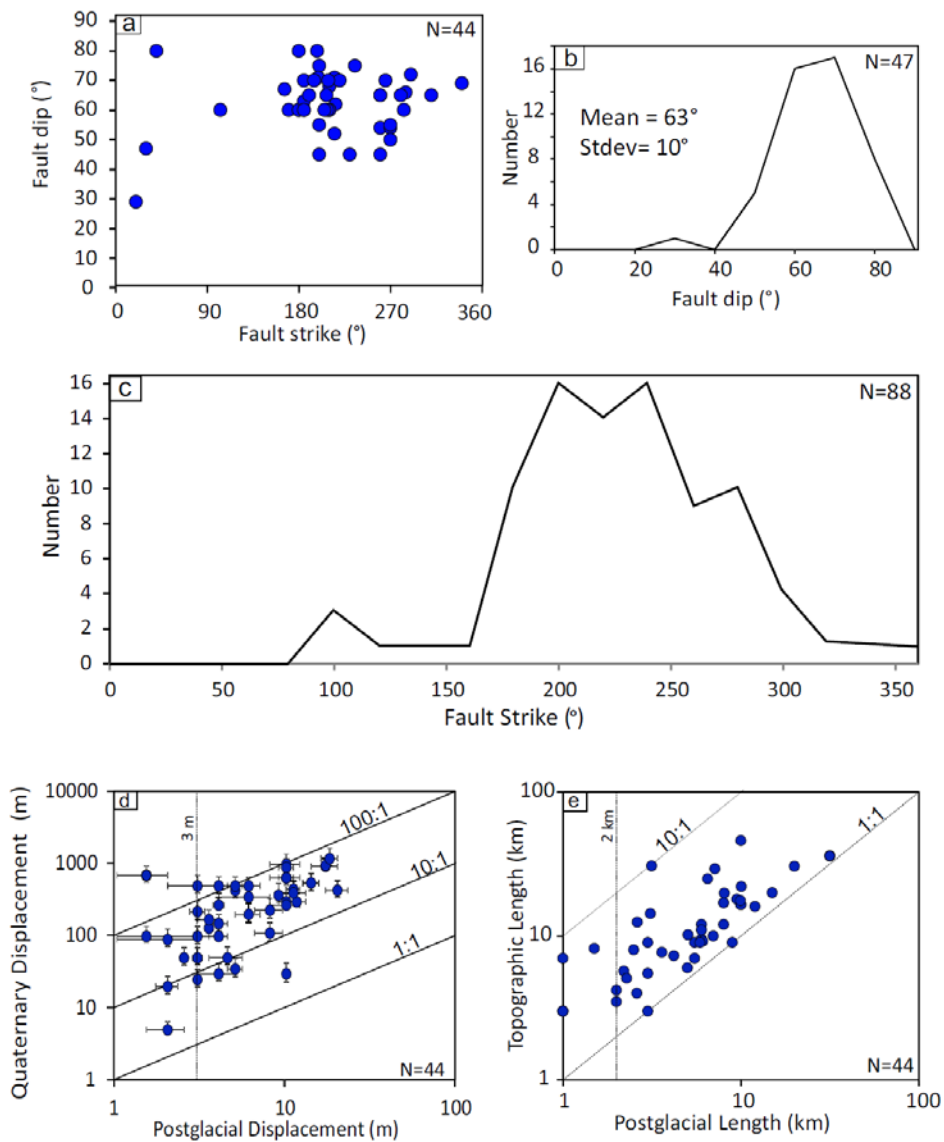 a
N=44
90
80
70
60
50
40
30
20
10
0
Fault dip (°)
0 90 180 270 360
Fault strike (°)
b
N=47
Mean = 63°
Stdev= 10°
16
12
8
4
0
Number
0 20 40 60 80
Fault dip (°)
c
N=88
16
14
12
10
8
6
4
2
0
Number
0 50 100 150 200 250 300 350
Fault Strike (°)
d
10000
1000
100
10
1
Quaternary Displacement (m)
3 m
100:1
10:1
1:1
N=44
1 10 100
Postglacial Displacement (m)
e
100
10
1
Topographic Length (km)
2 km
10:1
1:1
N=44
1 10 100
Postglacial Length (km)